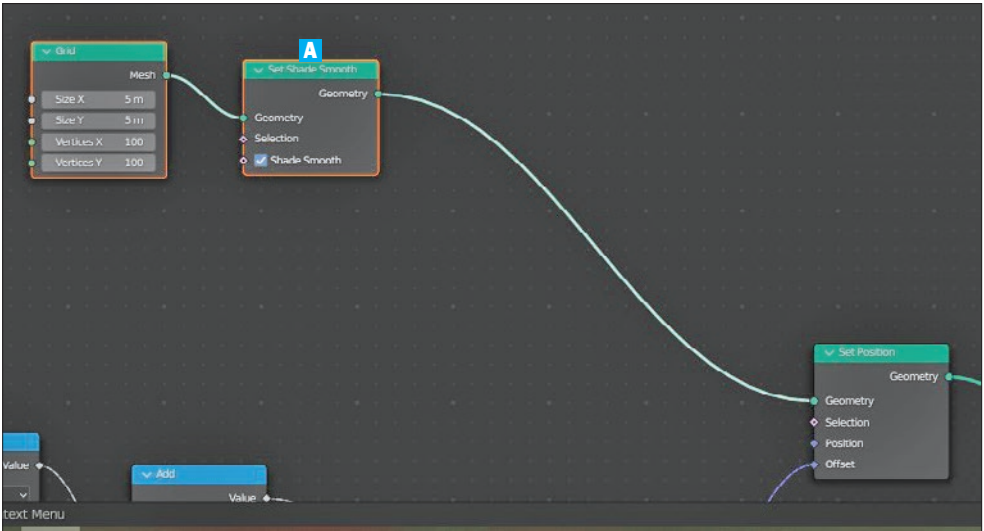 Grid
Mesh
Size X 5 m
Size Y 5 m
Vertices X 100
Vertices Y 100
A
Set Shade Smooth
Geometry
Geometry
Selection
Shade Smooth
Set Position
Geometry
Geometry
Selection
Position
Offset
Value
Add
Value
text Menu